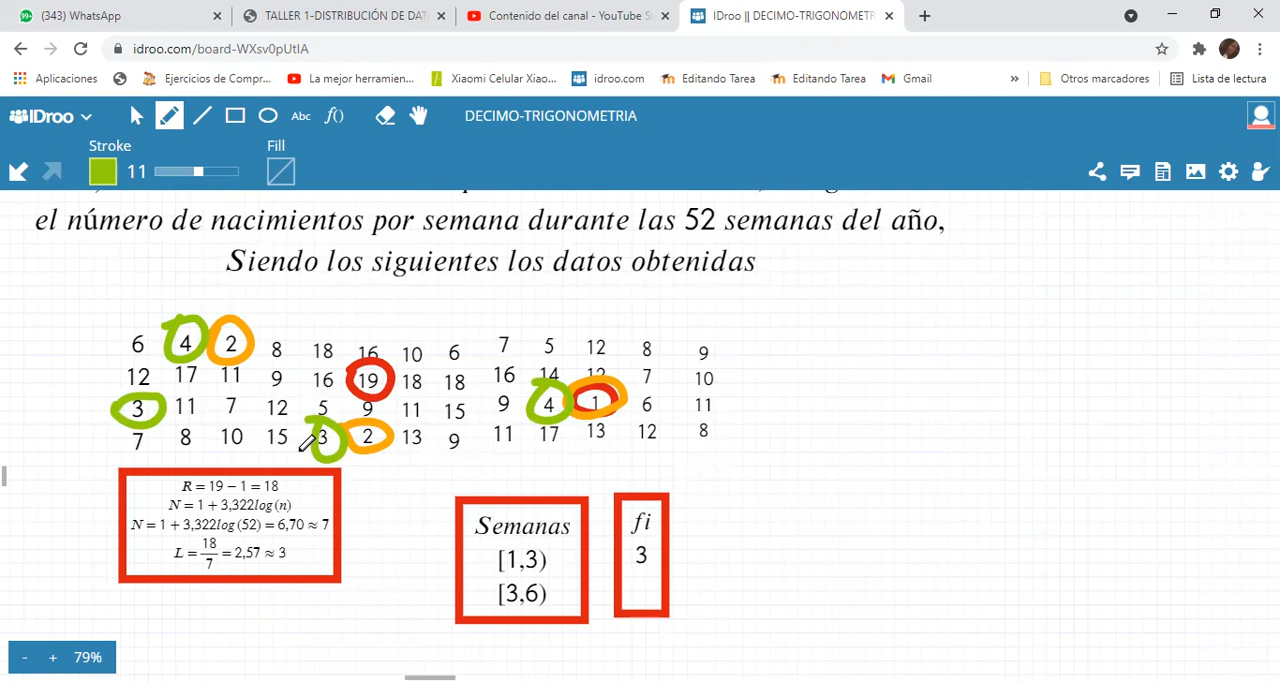 (343) WhatsApp
TALLER 1-DISTRIBUCIÓN DE DAT
Contenido del canal - YouTube S
IDroo || DECIMO-TRIGONOMETR
idroo.com/board-WXsv0pUtIA
Aplicaciones
Ejercicios de Compr...
La mejor herramien...
Xiaomi Celular Xiao...
idroo.com
Editando Tarea
Editando Tarea
Gmail
»
Otros marcadores
Lista de lectura
IDroo
Abc
f()
DECIMO-TRIGONOMETRIA
Stroke
Fill
11
el número de nacimientos por semana durante las 52 semanas del año,
Siendo los siguientes los datos obtenidas
6 4 2 8 18 16 10 6 7 5 12 8 9
12 17 11 9 16 19 18 18 16 14 12 7 10
3 11 7 12 5 9 11 15 9 4 1 6 11
7 8 10 15 3 2 13 9 11 17 13 12 8
R = 19 − 1 = 18
N = 1 + 3,322log(n)
N = 1 + 3,322log(52) = 6,70 ≈ 7
L = 18/7 = 2,57 ≈ 3
Semanas
[1,3)
[3,6)
fi
3
- + 79%